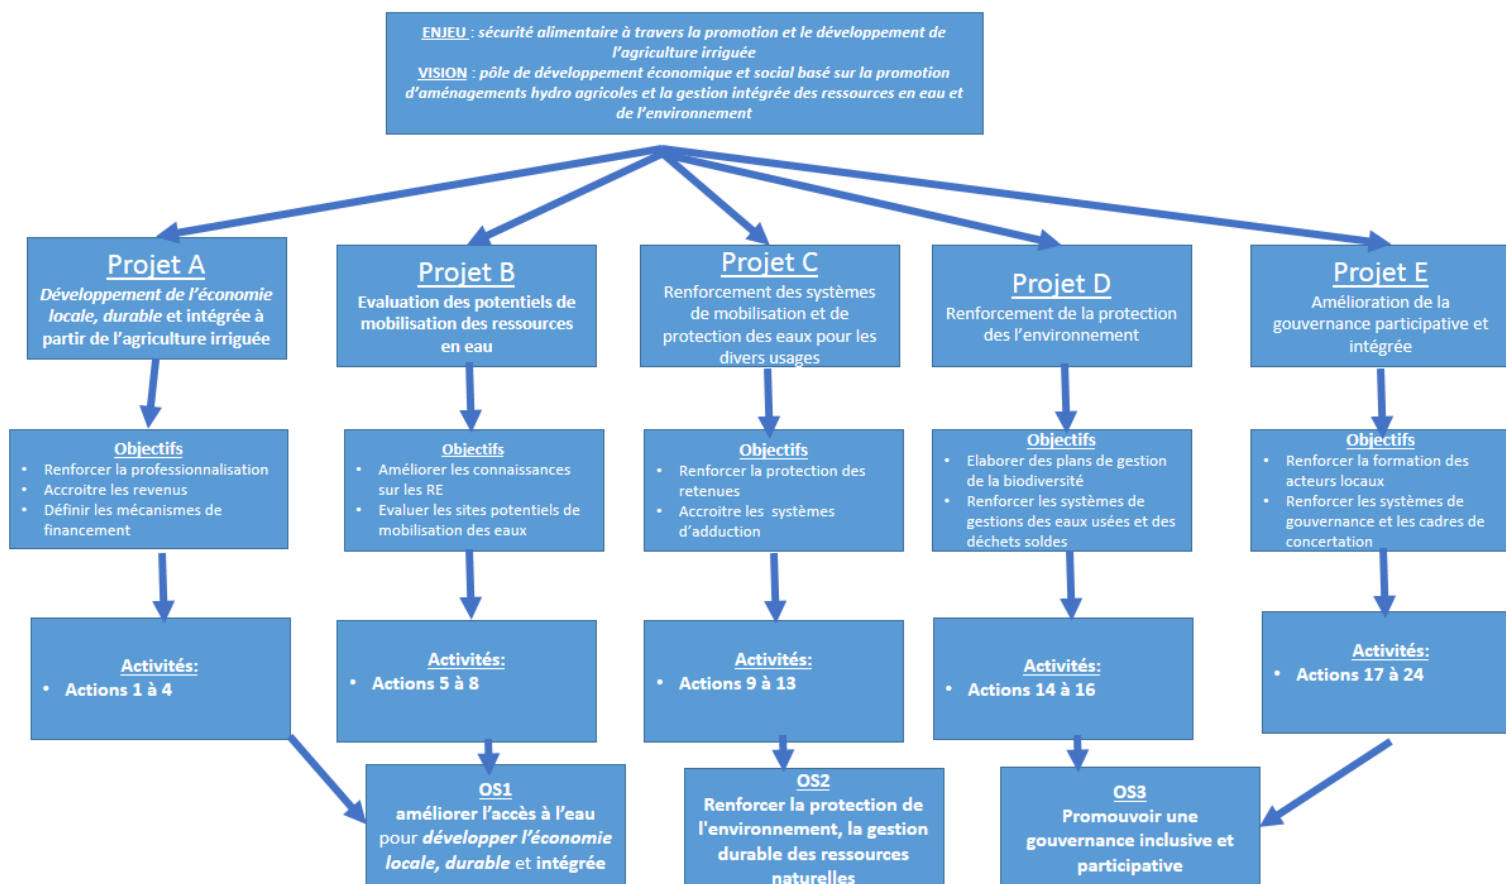 ENJEU : sécurité alimentaire à travers la promotion et le développement de
l’agriculture irriguée
VISION : pôle de développement économique et social basé sur la promotion
d’aménagements hydro agricoles et la gestion intégrée des ressources en eau et
de l’environnement
Projet A
Développement de l’économie
locale, durable et intégrée à
partir de l’agriculture irriguée
Projet B
Evaluation des potentiels de
mobilisation des ressources
en eau
Projet C
Renforcement des systèmes
de mobilisation et de
protection des eaux pour les
divers usages
Projet D
Renforcement de la protection
des l’environnement
Projet E
Amélioration de la
gouvernance participative et
intégrée
Objectifs
• Renforcer la professionnalisation
• Accroitre les revenus
• Définir les mécanismes de
financement
Objectifs
• Améliorer les connaissances
sur les RE
• Evaluer les sites potentiels de
mobilisation des eaux
Objectifs
• Renforcer la protection des
retenues
• Accroitre les systèmes
d’adduction
Objectifs
• Elaborer des plans de gestion
de la biodiversité
• Renforcer les systèmes de
gestions des eaux usées et des
déchets soldes
Objectifs
• Renforcer la formation des
acteurs locaux
• Renforcer les systèmes de
gouvernance et les cadres de
concertation
Activités:
• Actions 1 à 4
Activités:
• Actions 5 à 8
Activités:
• Actions 9 à 13
Activités:
• Actions 14 à 16
Activités:
• Actions 17 à 24
OS1
améliorer l’accès à l’eau
pour développer l’économie
locale, durable et intégrée
OS2
Renforcer la protection de
l'environnement, la gestion
durable des ressources
naturelles
OS3
Promouvoir une
gouvernance inclusive et
participative